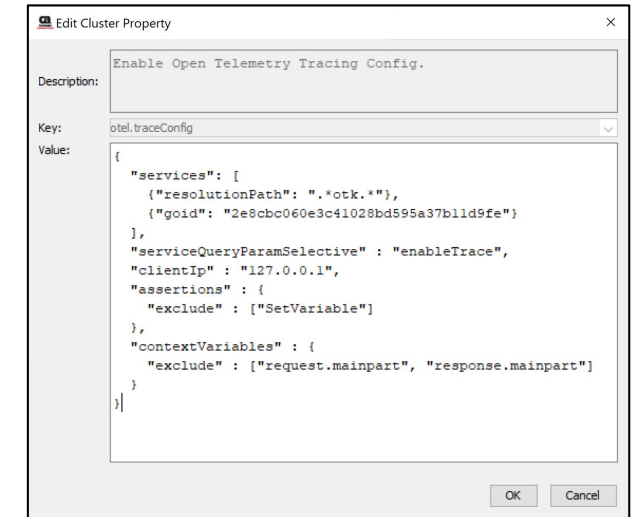 Edit Cluster Property
Description:
Enable Open Telemetry Tracing Config.
Key:
otel.traceConfig
Value:
{
"services": [
{"resolutionPath": ".*otk.*"},
{"goid": "2e8cbc060e3c41028bd595a37b11d9fe"}
],
"serviceQueryParamSelective" : "enableTrace",
"clientIp" : "127.0.0.1",
"assertions" : {
"exclude" : ["SetVariable"]
},
"contextVariables" : {
"exclude" : ["request.mainpart", "response.mainpart"]
}
}
OK Cancel